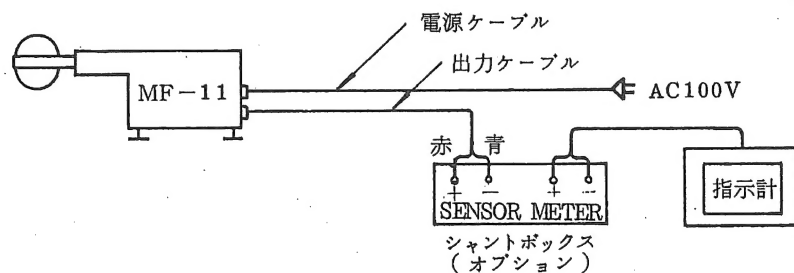 電源ケーブル
出力ケーブル
MF-11
AC100V
赤 青
+ − + −
SENSOR METER
指示計
シャントボックス
(オプション)